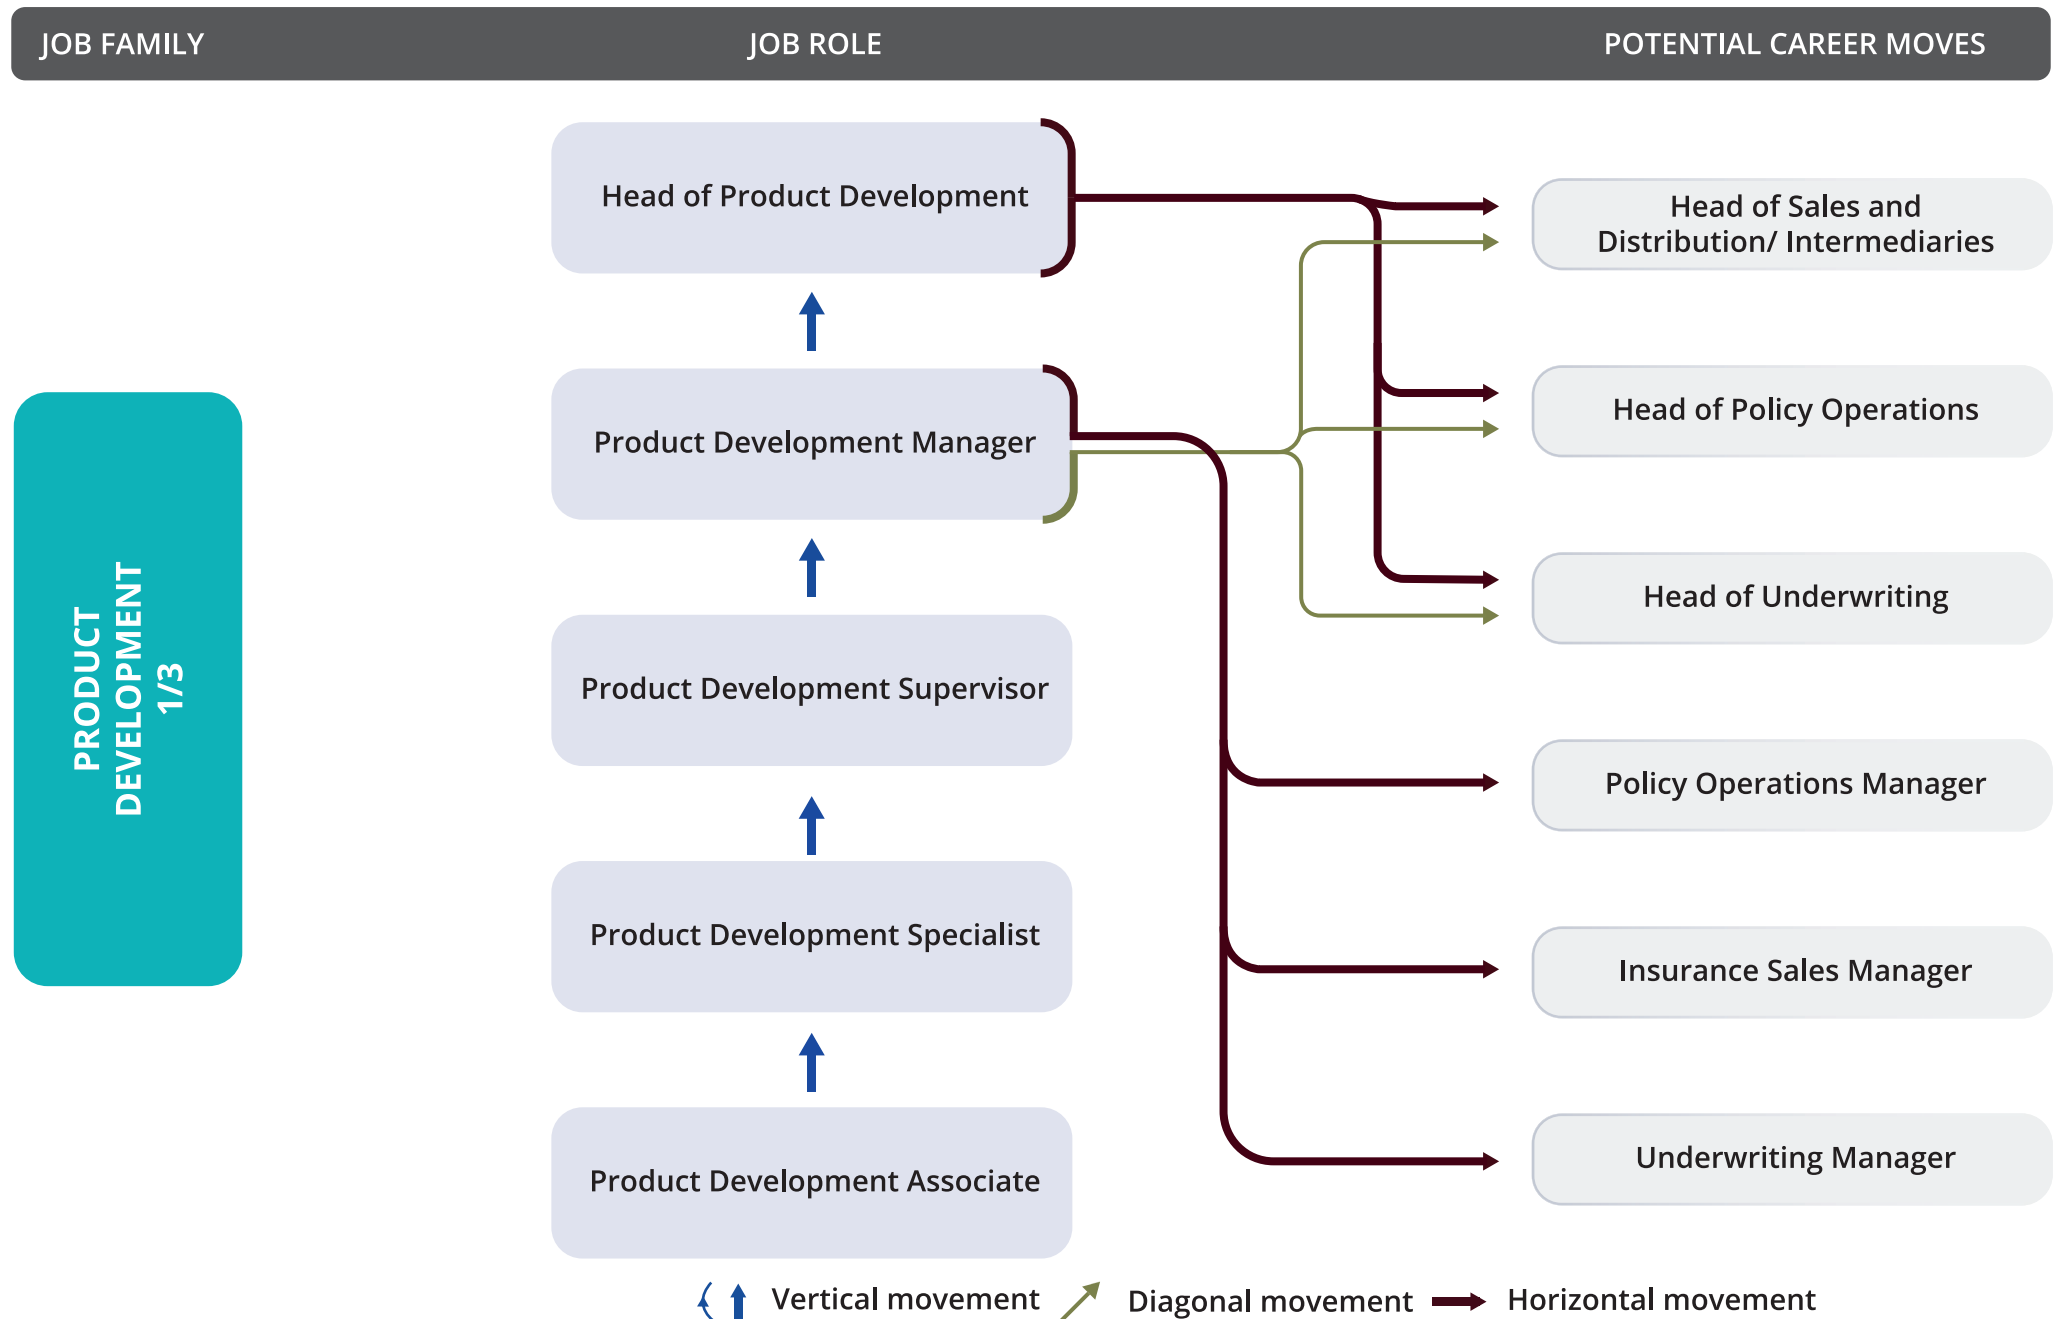 JOB FAMILY
JOB ROLE
POTENTIAL CAREER MOVES
PRODUCT
DEVELOPMENT
1/3
Head of Product Development
Product Development Manager
Product Development Supervisor
Product Development Specialist
Product Development Associate
Head of Sales and
Distribution/ Intermediaries
Head of Policy Operations
Head of Underwriting
Policy Operations Manager
Insurance Sales Manager
Underwriting Manager
Vertical movement
Diagonal movement
Horizontal movement